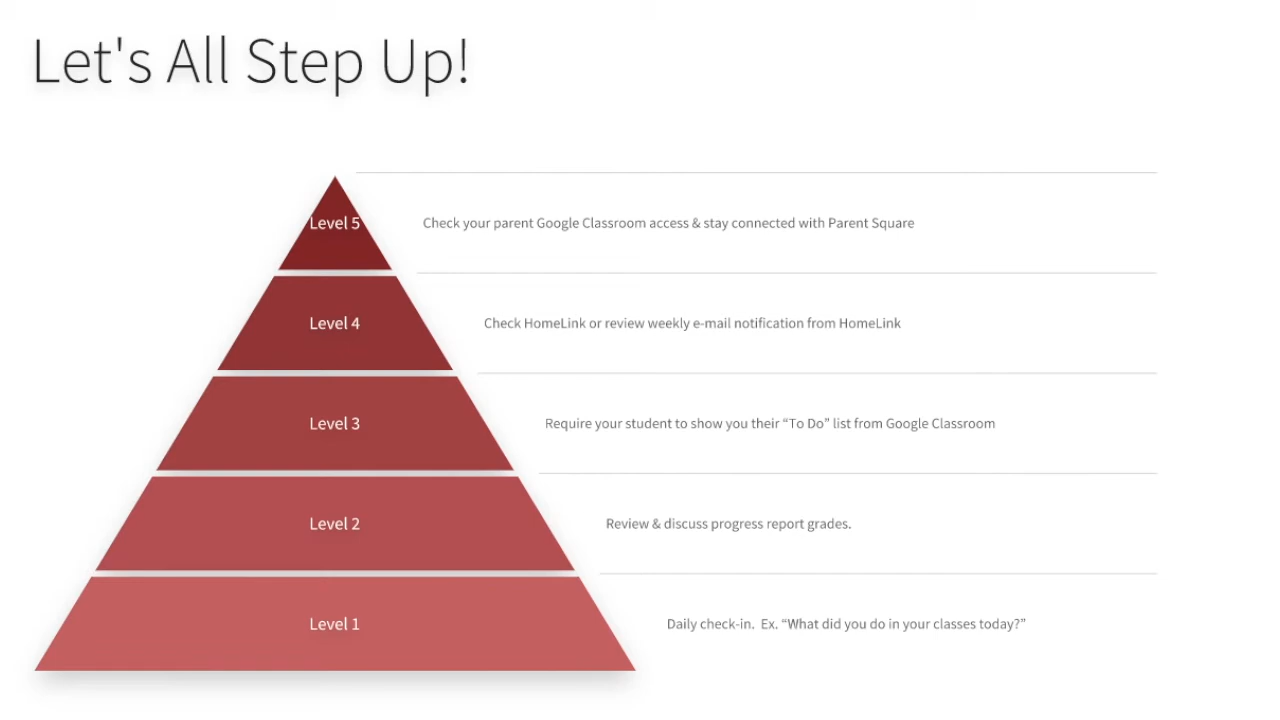 Let's All Step Up!
Level 5
Check your parent Google Classroom access & stay connected with Parent Square
Level 4
Check HomeLink or review weekly e-mail notification from HomeLink
Level 3
Require your student to show you their “To Do” list from Google Classroom
Level 2
Review & discuss progress report grades.
Level 1
Daily check-in.  Ex. “What did you do in your classes today?”